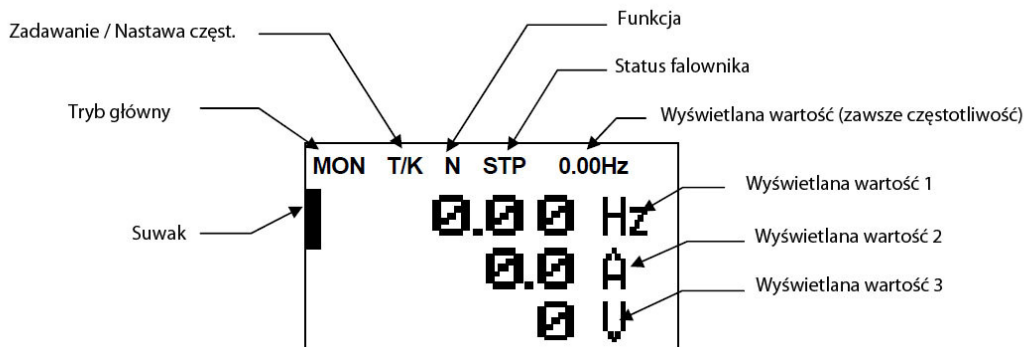 Funkcja
Zadawanie / Nastawa częst.
Status falownika
Tryb główny
Wyświetlana wartość (zawsze częstotliwość)
MON T/K N STP 0.00Hz
Wyświetlana wartość 1
0.00 Hz
Suwak
Wyświetlana wartość 2
0.0 A
Wyświetlana wartość 3
0 V